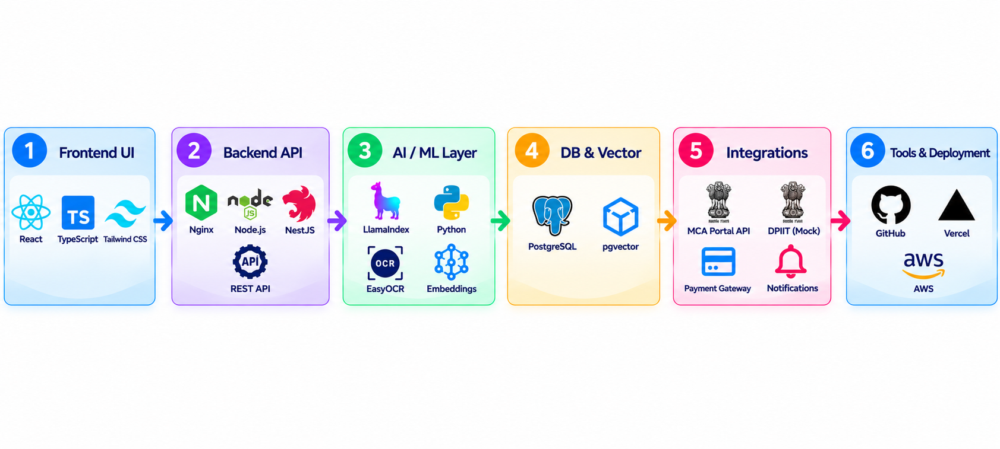 1 Frontend UI
TS
React TypeScript Tailwind CSS
2 Backend API
N node JS
Nginx Node.js NestJS
API
REST API
3 AI / ML Layer
LlamaIndex Python
OCR
EasyOCR Embeddings
4 DB & Vector
PostgreSQL pgvector
5 Integrations
MCA Portal API DPIIT (Mock)
Payment Gateway Notifications
6 Tools & Deployment
GitHub Vercel
aws
AWS